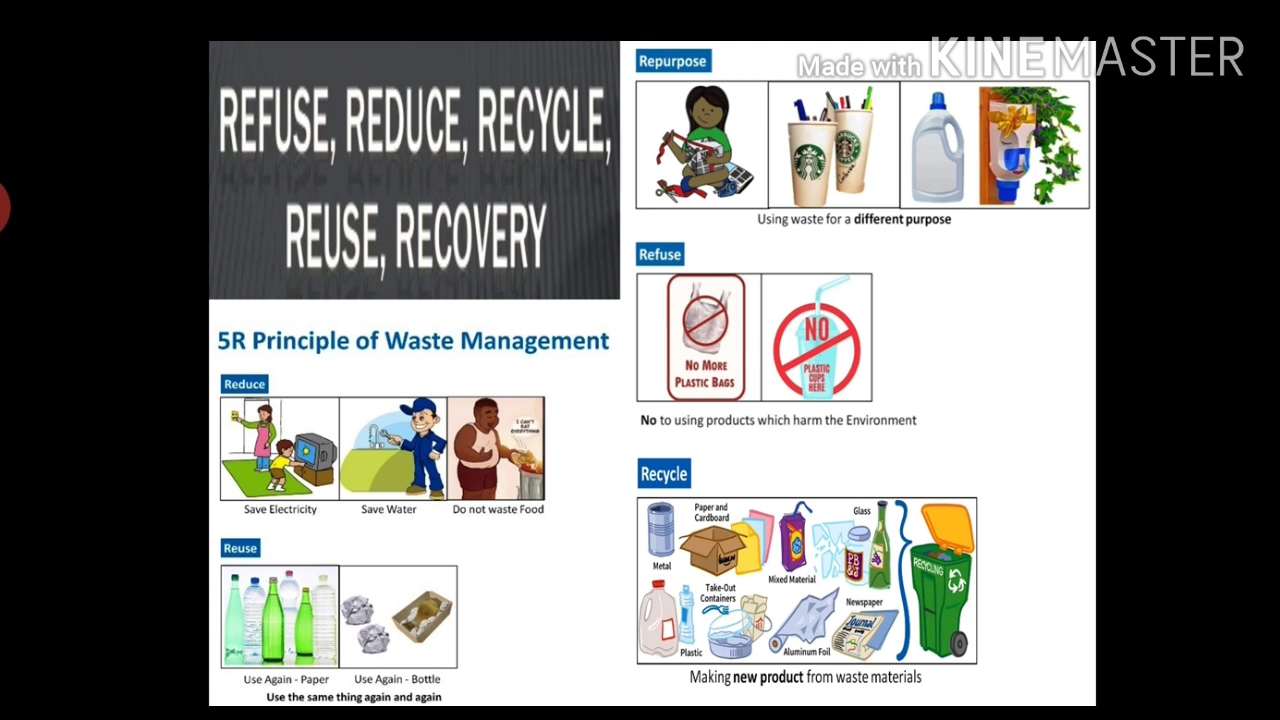 Made with KINEMASTER
REFUSE, REDUCE, RECYCLE,
REUSE, RECOVERY
5R Principle of Waste Management
Reduce
I CAN'T
EAT
EVERYTHING
Save Electricity
Save Water
Do not waste Food
Reuse
Use Again - Paper
Use Again - Bottle
Use the same thing again and again
Repurpose
Using waste for a different purpose
Refuse
NO MORE
PLASTIC BAGS
NO
PLASTIC
CUPS
HERE
No to using products which harm the Environment
Recycle
Paper and
Cardboard
Glass
Metal
Mixed Material
RECYCLING
Take-Out
Containers
Newspaper
Journal
Plastic
Aluminum Foil
Making new product from waste materials